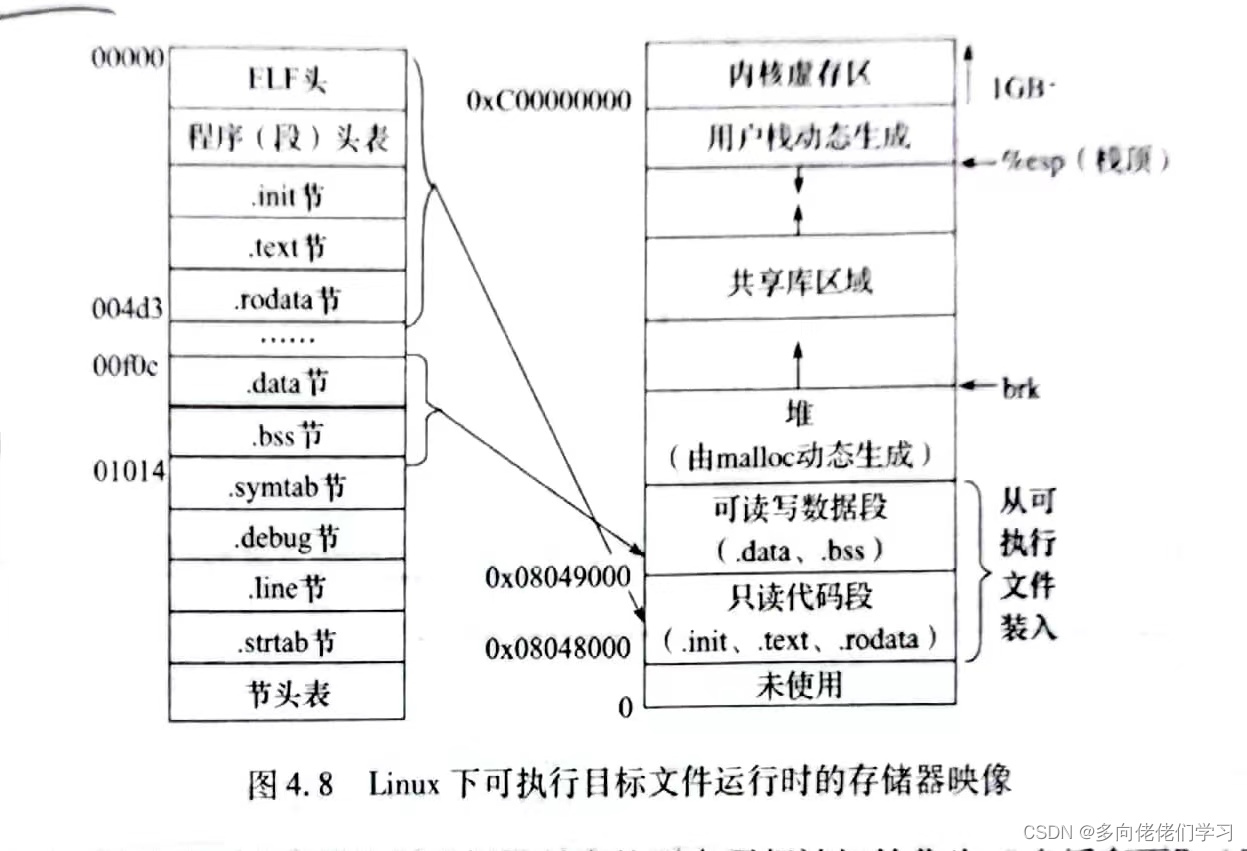 00000
ELF头
程序（段）头表
.init节
.text节
.rodata节
004d3
……
00f0c
.data节
.bss节
01014
.symtab节
.debug节
.line节
.strtab节
节头表
内核虚存区
1GB
0xC00000000
用户栈动态生成
%esp（栈顶）
共享库区域
brk
堆
（由malloc动态生成）
可读写数据段
（.data、.bss）
0x08049000
只读代码段
（.init、.text、.rodata）
0x08048000
未使用
0
从可
执行
文件
装入
图4.8 Linux 下可执行目标文件运行时的存储器映像
CSDN @多向佬佬们学习